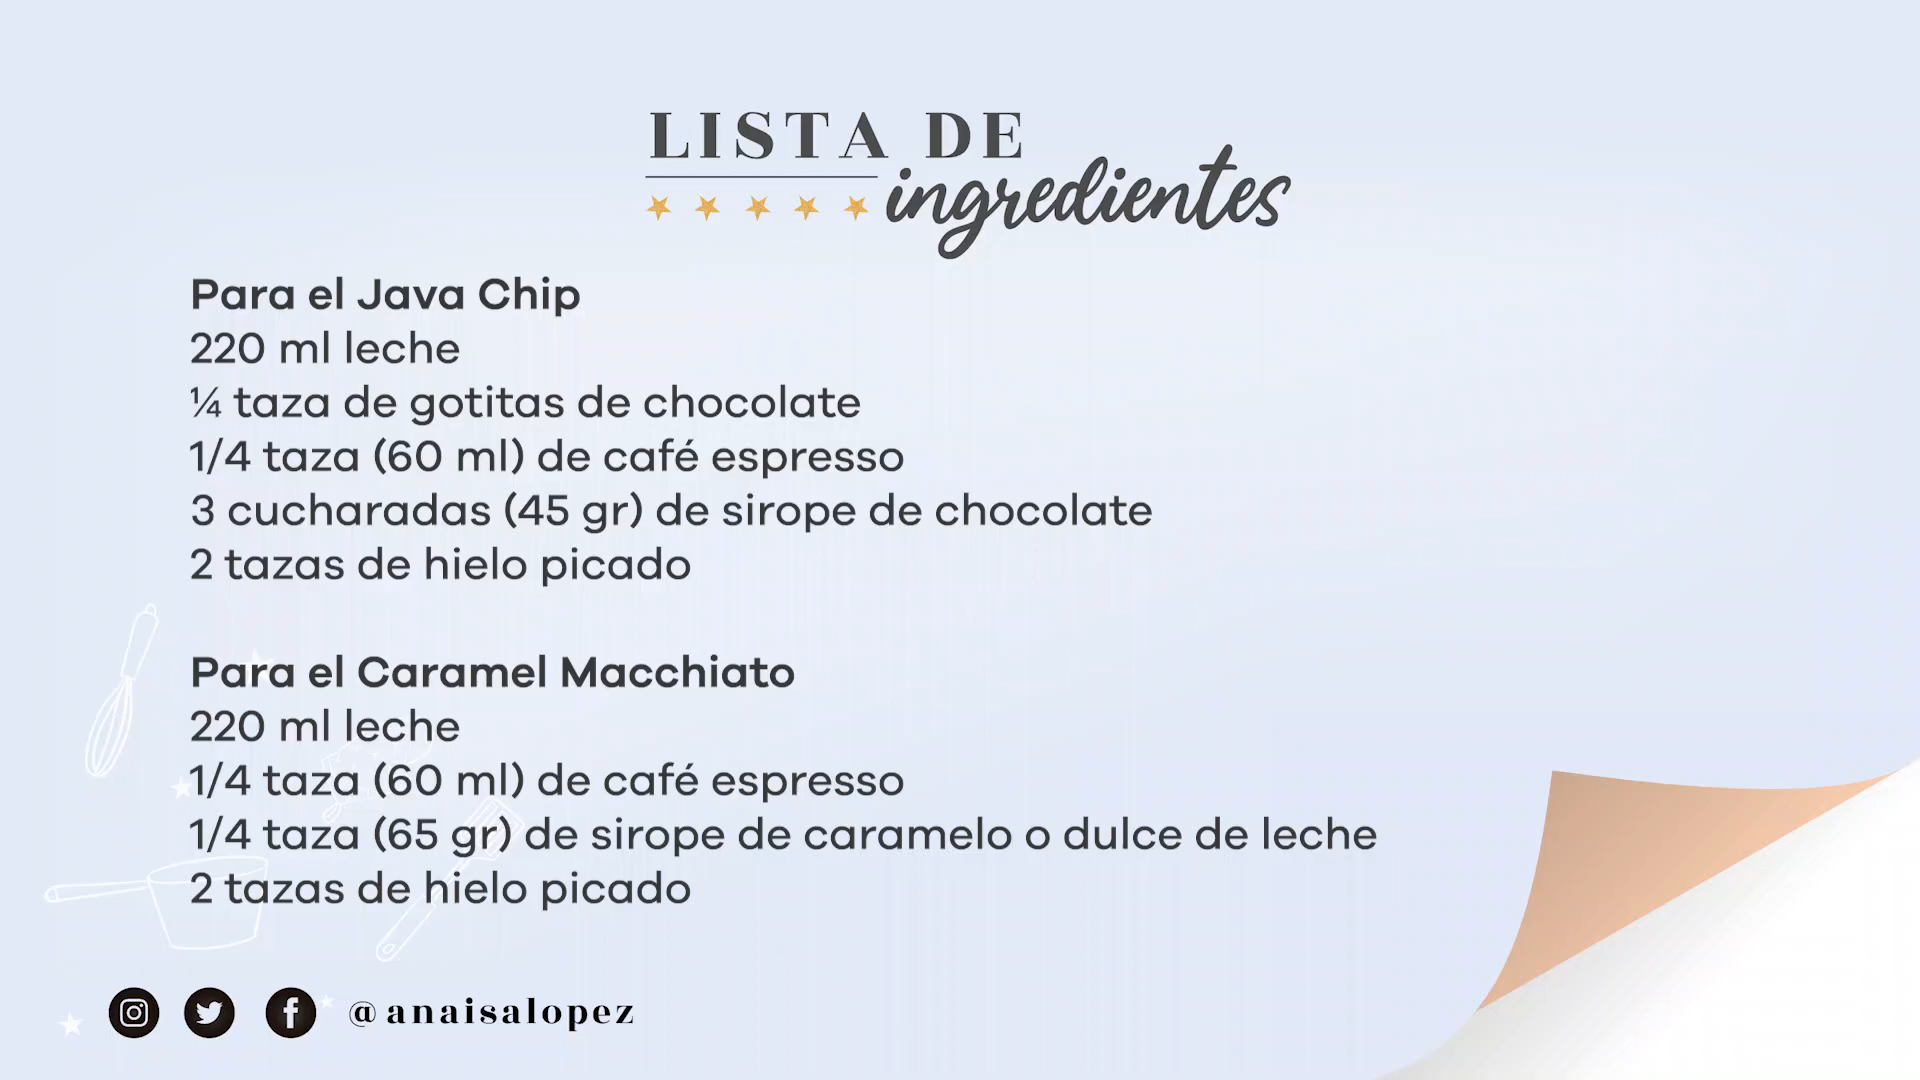 LISTA DE
ingredientes
Para el Java Chip
220 ml leche
¼ taza de gotitas de chocolate
1/4 taza (60 ml) de café espresso
3 cucharadas (45 gr) de sirope de chocolate
2 tazas de hielo picado
Para el Caramel Macchiato
220 ml leche
1/4 taza (60 ml) de café espresso
1/4 taza (65 gr) de sirope de caramelo o dulce de leche
2 tazas de hielo picado
@anaisalopez